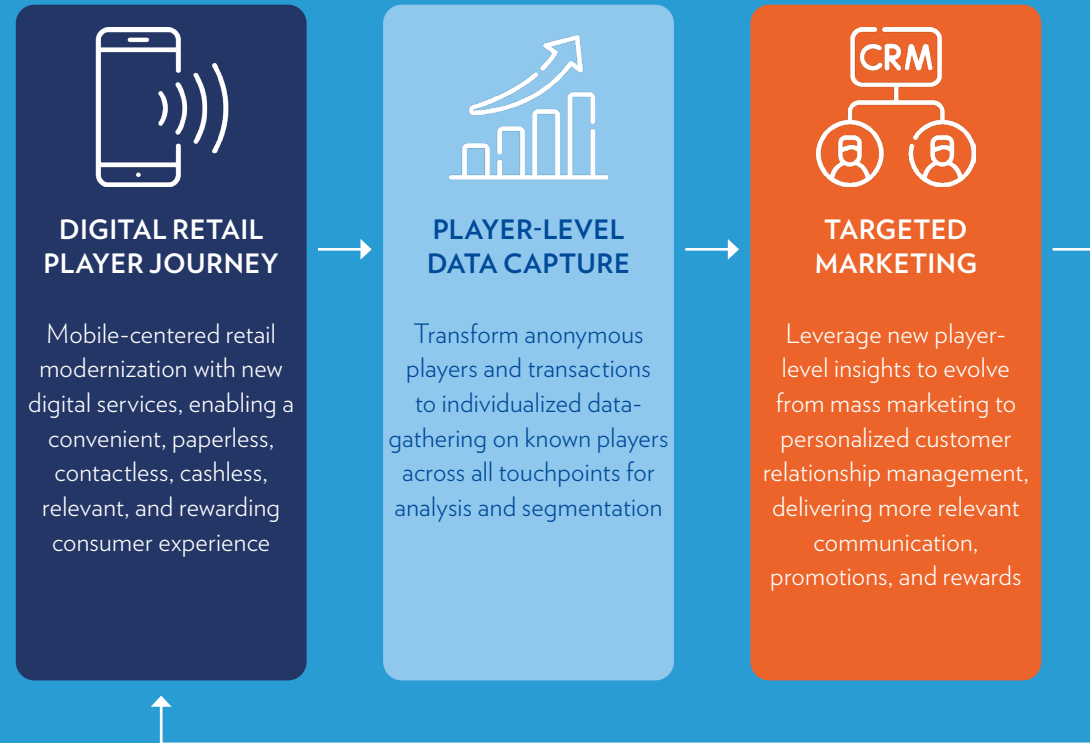 DIGITAL RETAIL
PLAYER JOURNEY
Mobile-centered retail
modernization with new
digital services, enabling a
convenient, paperless,
contactless, cashless,
relevant, and rewarding
consumer experience
PLAYER-LEVEL
DATA CAPTURE
Transform anonymous
players and transactions
to individualized data-
gathering on known players
across all touchpoints for
analysis and segmentation
CRM
TARGETED
MARKETING
Leverage new player-
level insights to evolve
from mass marketing to
personalized customer
relationship management,
delivering more relevant
communication,
promotions, and rewards